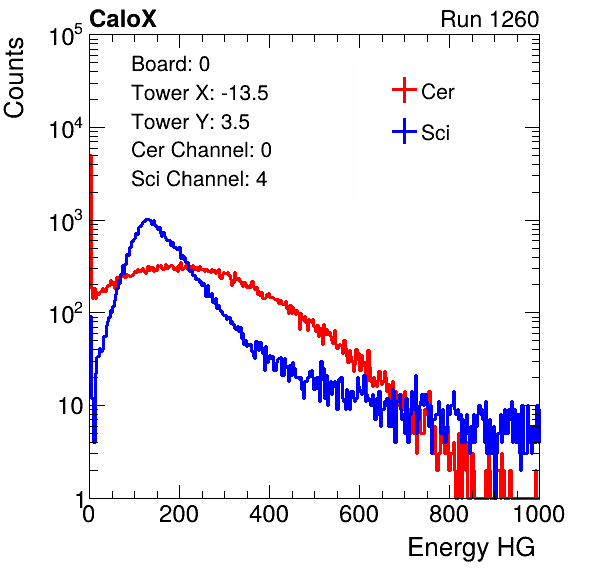 CaloX Run 1260
Counts
10^5
10^4
10^3
10^2
10
1
Board: 0
Tower X: -13.5
Tower Y: 3.5
Cer Channel: 0
Sci Channel: 4
Cer
Sci
0 200 400 600 800 1000
Energy HG